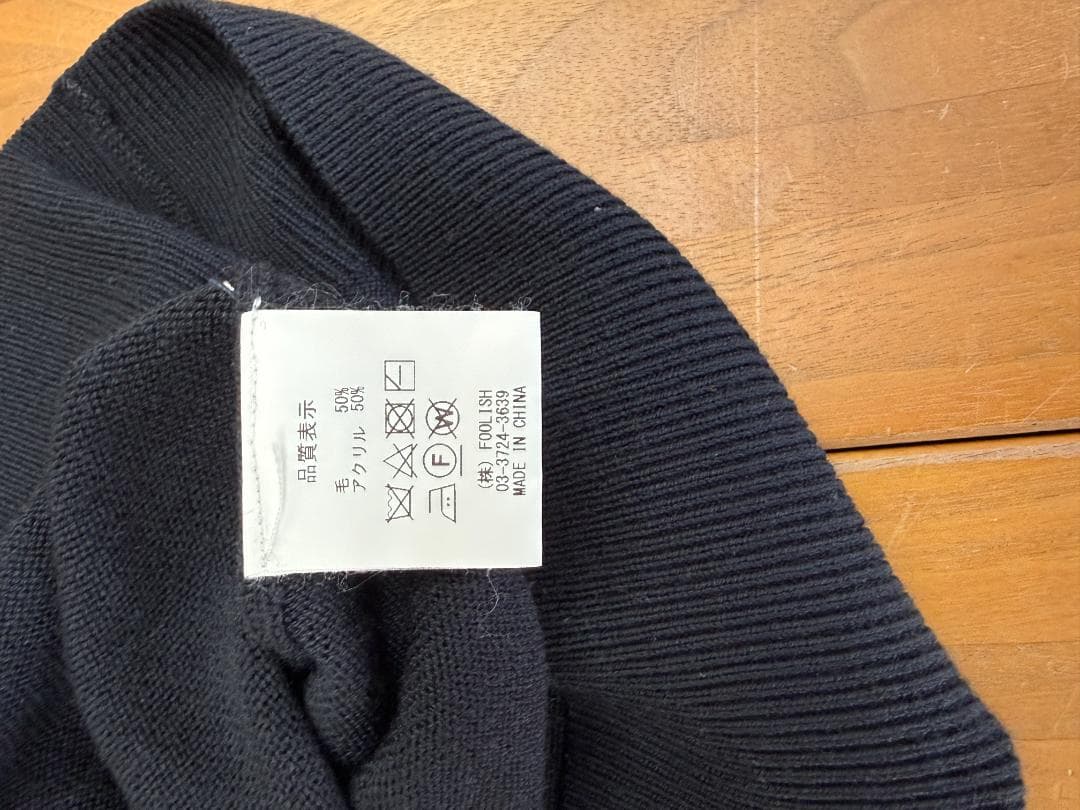 品質表示
毛 50%
アクリル 50%
F W
(株) FOOLISH
03-3724-3639
MADE IN CHINA